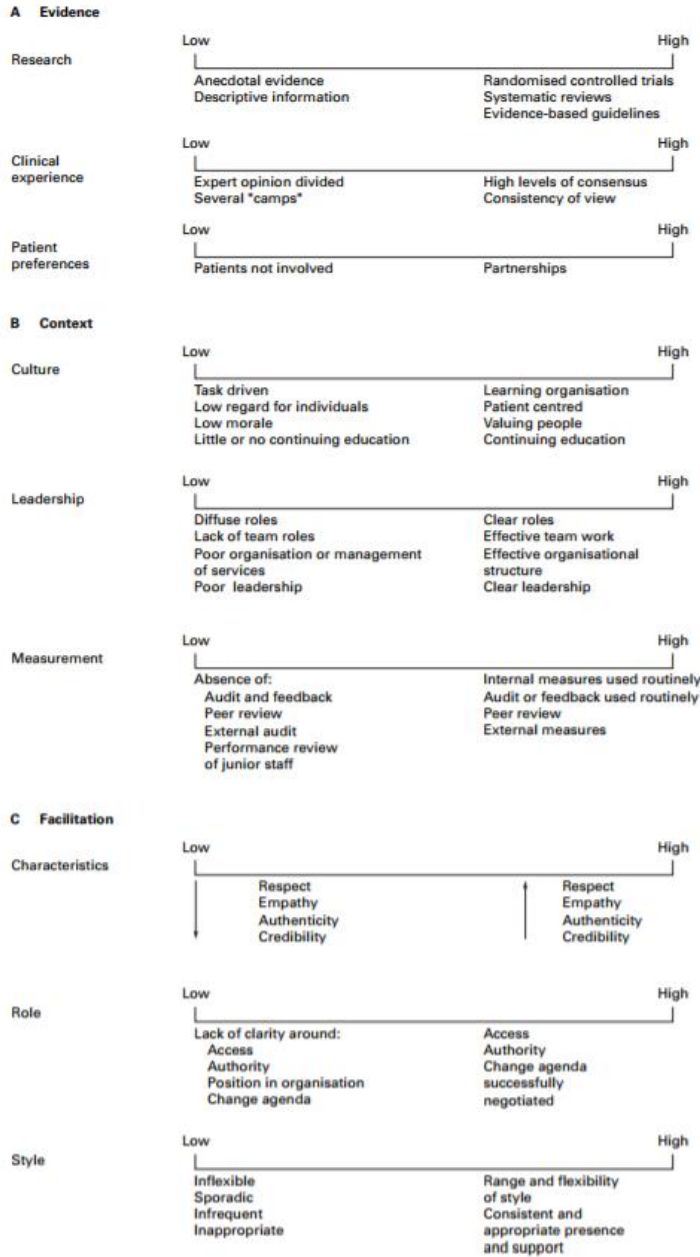 A Evidence
Low High
Research
Anecdotal evidence Randomised controlled trials
Descriptive information Systematic reviews
Evidence-based guidelines
Low High
Clinical
experience
Expert opinion divided High levels of consensus
Several "camps" Consistency of view
Low High
Patient
preferences
Patients not involved Partnerships
B Context
Low High
Culture
Task driven Learning organisation
Low regard for individuals Patient centred
Low morale Valuing people
Little or no continuing education Continuing education
Low High
Leadership
Diffuse roles Clear roles
Lack of team roles Effective team work
Poor organisation or management Effective organisational
of services structure
Poor leadership Clear leadership
Low High
Measurement
Absence of: Internal measures used routinely
Audit and feedback Audit or feedback used routinely
Peer review Peer review
External audit External measures
Performance review
of junior staff
C Facilitation
Low High
Characteristics
Respect Respect
Empathy Empathy
Authenticity Authenticity
Credibility Credibility
Low High
Role
Lack of clarity around: Access
Access Authority
Authority Change agenda
Position in organisation successfully
Change agenda negotiated
Low High
Style
Inflexible Range and flexibility
Sporadic of style
Infrequent Consistent and
Inappropriate appropriate presence
and support